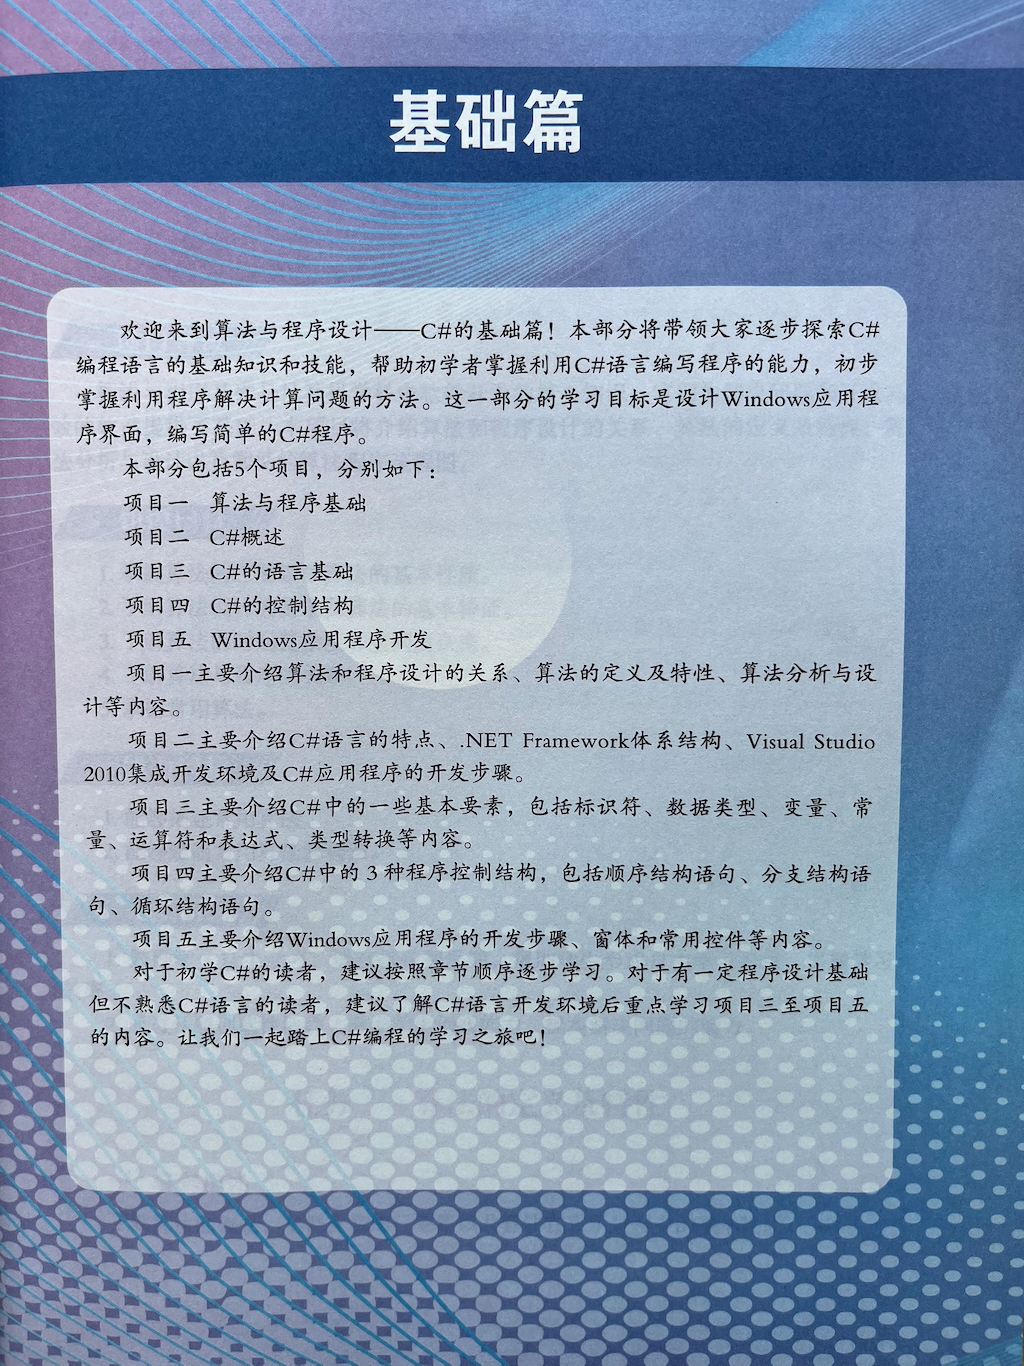 基础篇
欢迎来到算法与程序设计——C#的基础篇！本部分将带领大家逐步探索C#
编程语言的基础知识和技能，帮助初学者掌握利用C#语言编写程序的能力，初步
掌握利用程序解决计算问题的方法。这一部分的学习目标是设计Windows应用程
序界面，编写简单的C#程序。
本部分包括5个项目，分别如下：
项目一 算法与程序基础
项目二 C#概述
项目三 C#的语言基础
项目四 C#的控制结构
项目五 Windows应用程序开发
项目一主要介绍算法和程序设计的关系、算法的定义及特性、算法分析与设
计等内容。
项目二主要介绍C#语言的特点、.NET Framework体系结构、Visual Studio
2010集成开发环境及C#应用程序的开发步骤。
项目三主要介绍C#中的一些基本要素，包括标识符、数据类型、变量、常
量、运算符和表达式、类型转换等内容。
项目四主要介绍C#中的 3 种程序控制结构，包括顺序结构语句、分支结构语
句、循环结构语句。
项目五主要介绍Windows应用程序的开发步骤、窗体和常用控件等内容。
对于初学C#的读者，建议按照章节顺序逐步学习。对于有一定程序设计基础
但不熟悉C#语言的读者，建议了解C#语言开发环境后重点学习项目三至项目五
的内容。让我们一起踏上C#编程的学习之旅吧！